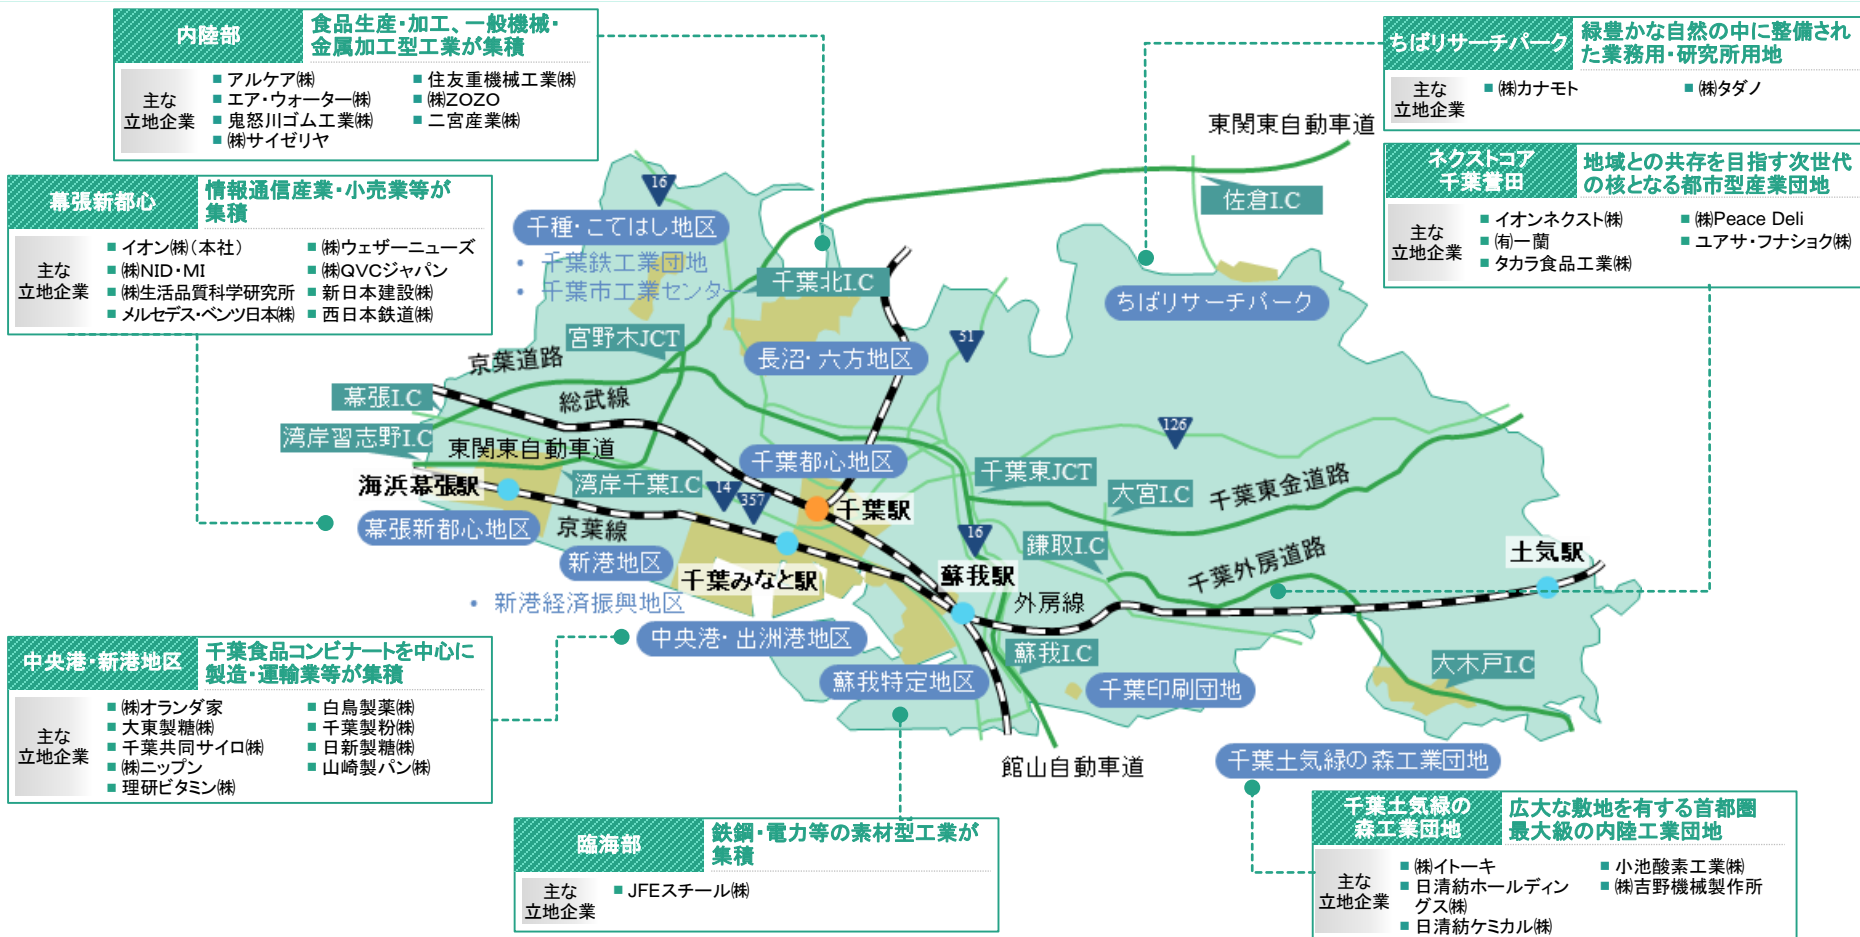 内陸部
食品生産・加工、一般機械・
金属加工型工業が集積
主な
立地企業
■ アルケア㈱
■ エア・ウォーター㈱
■ 鬼怒川ゴム工業㈱
■ ㈱サイゼリヤ
■ 住友重機械工業㈱
■ ㈱ZOZO
■ 二宮産業㈱
ちばリサーチパーク
緑豊かな自然の中に整備され
た業務用・研究所用地
主な
立地企業
■ ㈱カナモト
■ ㈱タダノ
ネクストコア
千葉誉田
地域との共存を目指す次世代
の核となる都市型産業団地
主な
立地企業
■ イオンネクスト㈱
■ ㈲一蘭
■ タカラ食品工業㈱
■ ㈱Peace Deli
■ ユアサ・フナショク㈱
幕張新都心
情報通信産業・小売業等が
集積
主な
立地企業
■ イオン㈱（本社）
■ ㈱NID・MI
■ ㈱生活品質科学研究所
■ メルセデス・ベンツ日本㈱
■ ㈱ウェザーニューズ
■ ㈱QVCジャパン
■ 新日本建設㈱
■ 西日本鉄道㈱
東関東自動車道
佐倉I.C
16
千種・こてはし地区
• 千葉鉄工業団地
• 千葉市工業センター
千葉北I.C
ちばリサーチパーク
宮野木JCT
51
長沼・六方地区
京葉道路
幕張I.C
総武線
湾岸習志野I.C
東関東自動車道
126
千葉都心地区
千葉東JCT
海浜幕張駅
湾岸千葉I.C
14
357
大宮I.C
千葉東金道路
千葉駅
幕張新都心地区
京葉線
16
鎌取I.C
土気駅
新港地区
千葉みなと駅
蘇我駅
千葉外房道路
• 新港経済振興地区
外房線
中央港・出洲港地区
蘇我I.C
大木戸I.C
蘇我特定地区
千葉印刷団地
館山自動車道
千葉土気緑の森工業団地
中央港・新港地区
千葉食品コンビナートを中心に
製造・運輸業等が集積
主な
立地企業
■ ㈱オランダ家
■ 大東製糖㈱
■ 千葉共同サイロ㈱
■ ㈱ニップン
■ 理研ビタミン㈱
■ 白鳥製薬㈱
■ 千葉製粉㈱
■ 日新製糖㈱
■ 山崎製パン㈱
臨海部
鉄鋼・電力等の素材型工業が
集積
主な
立地企業
■ JFEスチール㈱
千葉土気緑の
森工業団地
広大な敷地を有する首都圏
最大級の内陸工業団地
主な
立地企業
■ ㈱イトーキ
■ 日清紡ホールディン
グス㈱
■ 日清紡ケミカル㈱
■ 小池酸素工業㈱
■ ㈱吉野機械製作所